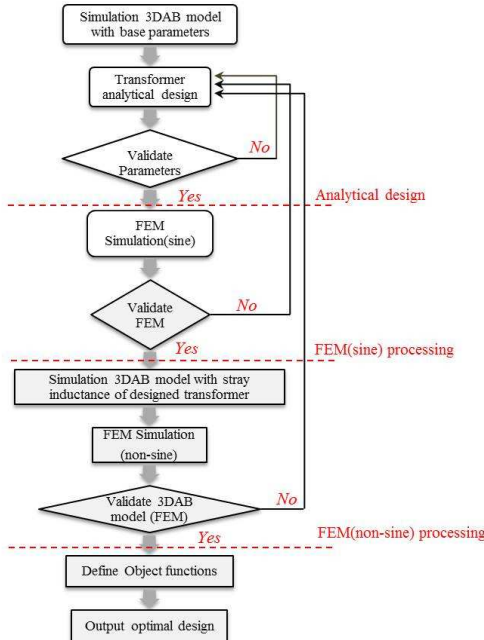 Simulation 3DAB model
with base parameters
Transformer
analytical design
No
Validate
Parameters
Yes
Analytical design
FEM
Simulation(sine)
Validate
FEM
No
Yes
FEM(sine) processing
Simulation 3DAB model with stray
inductance of designed transformer
FEM Simulation
(non-sine)
Validate 3DAB
model (FEM)
No
Yes
FEM(non-sine) processing
Define Object functions
Output optimal design